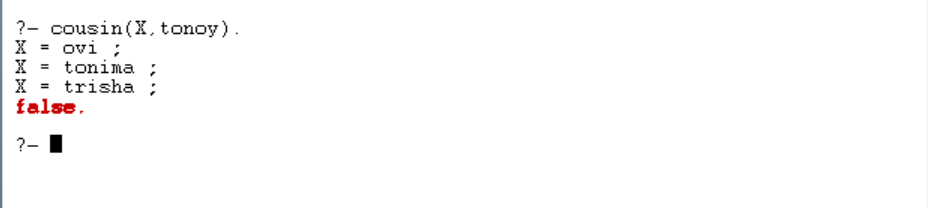 ?- cousin(X,tonoy).
X = ovi ;
X = tonima ;
X = trisha ;
false.
?-